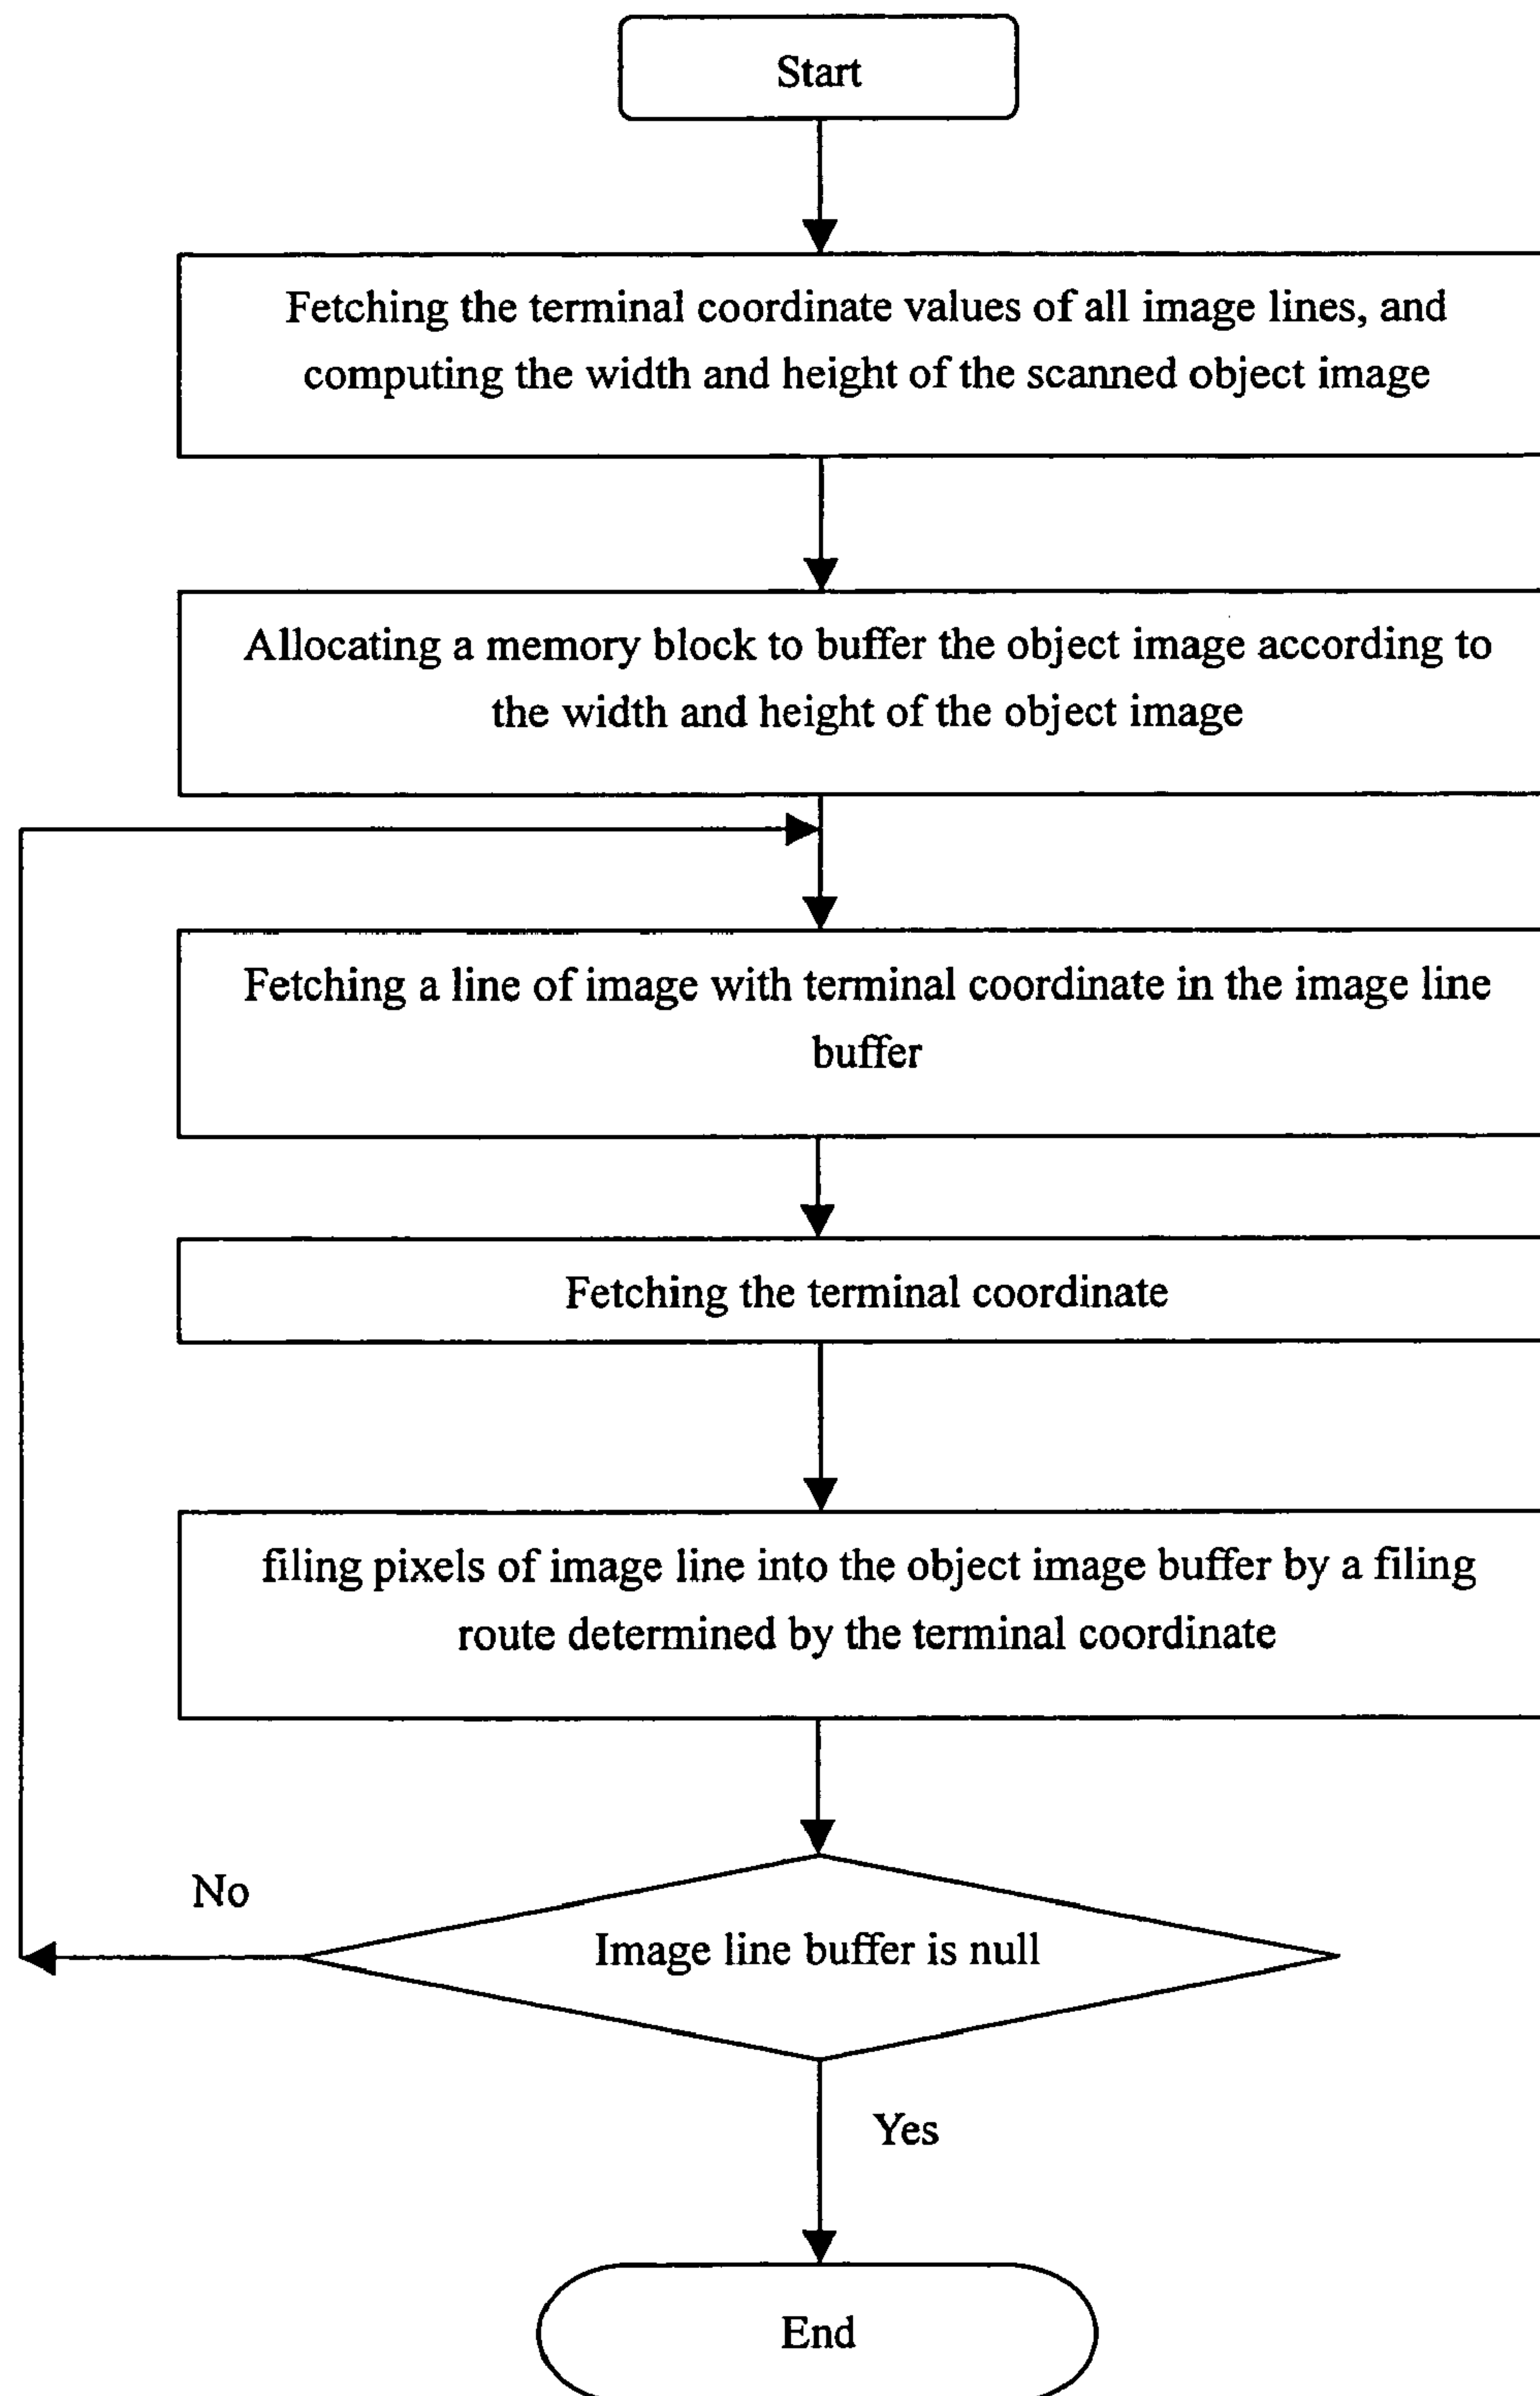 Start
Fetching the terminal coordinate values of all image lines, and
computing the width and height of the scanned object image
Allocating a memory block to buffer the object image according to
the width and height of the object image
Fetching a line of image with terminal coordinate in the image line
buffer
Fetching the terminal coordinate
filing pixels of image line into the object image buffer by a filing
route determined by the terminal coordinate
No
Image line buffer is null
Yes
End